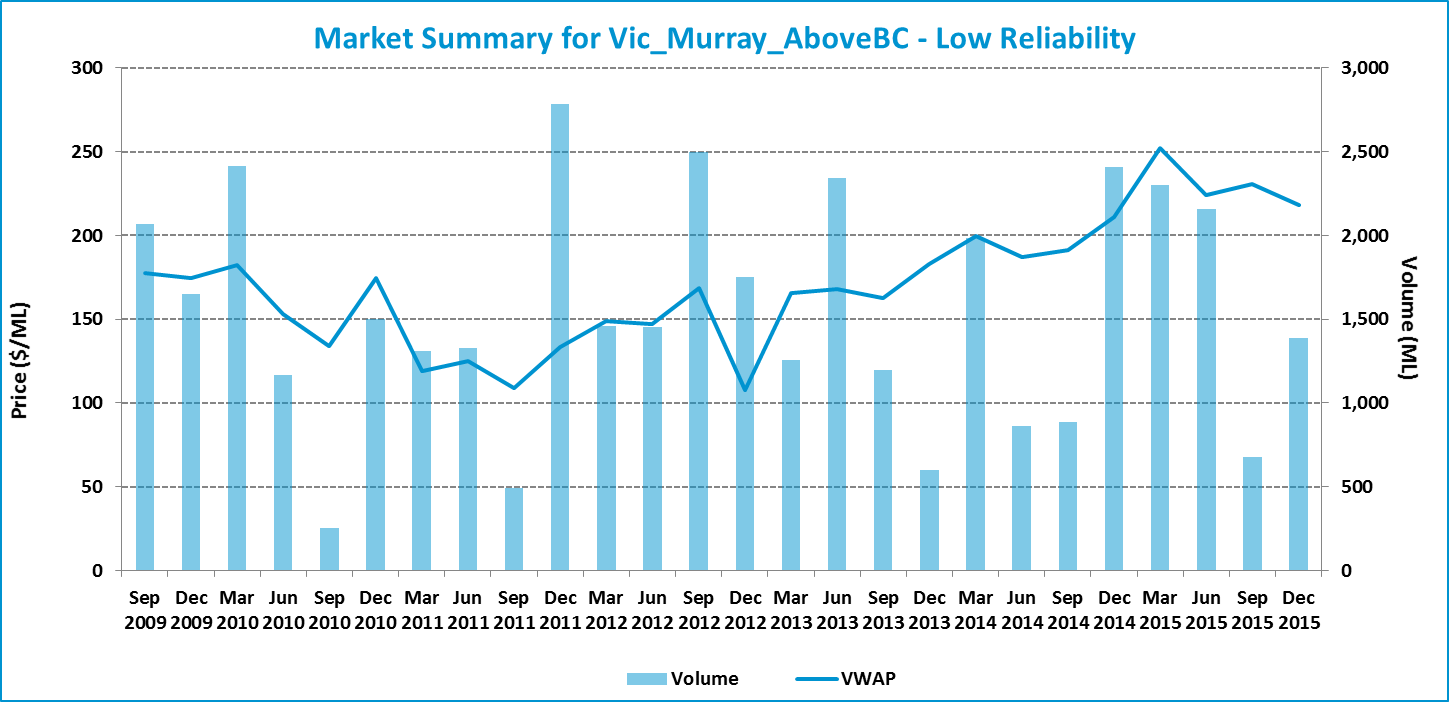 Market Summary for Vic_Murray_AboveBC - Low Reliability
300 3,000
250 2,500
200 2,000
150 1,500
100 1,000
50 500
0 0
Price ($/ML)
Volume (ML)
Sep Dec Mar Jun Sep Dec Mar Jun Sep Dec Mar Jun Sep Dec Mar Jun Sep Dec Mar Jun Sep Dec Mar Jun Sep Dec
2009 2009 2010 2010 2010 2010 2011 2011 2011 2011 2012 2012 2012 2012 2013 2013 2013 2013 2014 2014 2014 2014 2015 2015 2015 2015
Volume VWAP